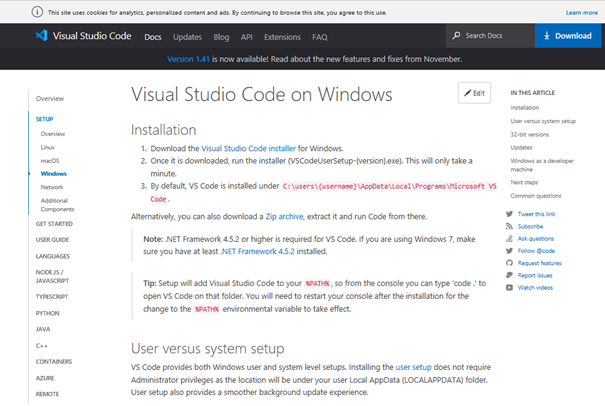 This site uses cookies for analytics, personalized content and ads. By continuing to browse this site, you agree to this use.
Learn more
Visual Studio Code
Docs
Updates
Blog
API
Extensions
FAQ
Search Docs
Download
Version 1.41 is now available! Read about the new features and fixes from November.
Overview
SETUP
Overview
Linux
macOS
Windows
Network
Additional
Components
GET STARTED
USER GUIDE
LANGUAGES
NODE.JS /
JAVASCRIPT
TYPESCRIPT
PYTHON
JAVA
C++
CONTAINERS
AZURE
REMOTE
Visual Studio Code on Windows
Edit
Installation
1. Download the Visual Studio Code installer for Windows.
2. Once it is downloaded, run the installer (VSCodeUserSetup-{version}.exe). This will only take a
minute.
3. By default, VS Code is installed under C:\users\{username}\AppData\Local\Programs\Microsoft VS
Code.
Alternatively, you can also download a Zip archive, extract it and run Code from there.
Note: .NET Framework 4.5.2 or higher is required for VS Code. If you are using Windows 7, make
sure you have at least .NET Framework 4.5.2 installed.
Tip: Setup will add Visual Studio Code to your %PATH%, so from the console you can type 'code .' to
open VS Code on that folder. You will need to restart your console after the installation for the
change to the %PATH% environmental variable to take effect.
User versus system setup
VS Code provides both Windows user and system level setups. Installing the user setup does not require
Administrator privileges as the location will be under your user Local AppData (LOCALAPPDATA) folder.
User setup also provides a smoother background update experience.
IN THIS ARTICLE
Installation
User versus system setup
32-bit versions
Updates
Windows as a developer
machine
Next steps
Common questions
Tweet this link
Subscribe
Ask questions
Follow @code
Request features
Report issues
Watch videos